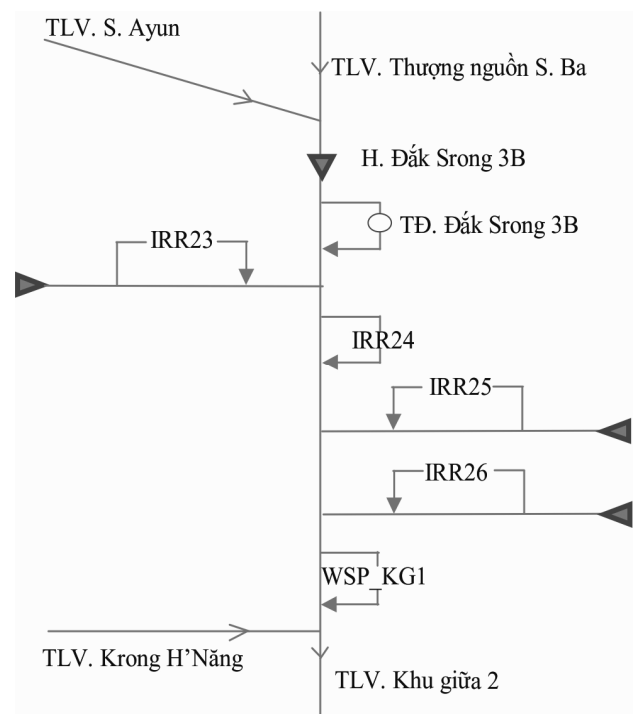 TLV. S. Ayun
TLV. Thượng nguồn S. Ba
H. Đắk Srong 3B
TĐ. Đắk Srong 3B
IRR23
IRR24
IRR25
IRR26
WSP_KG1
TLV. Krong H’Năng
TLV. Khu giữa 2